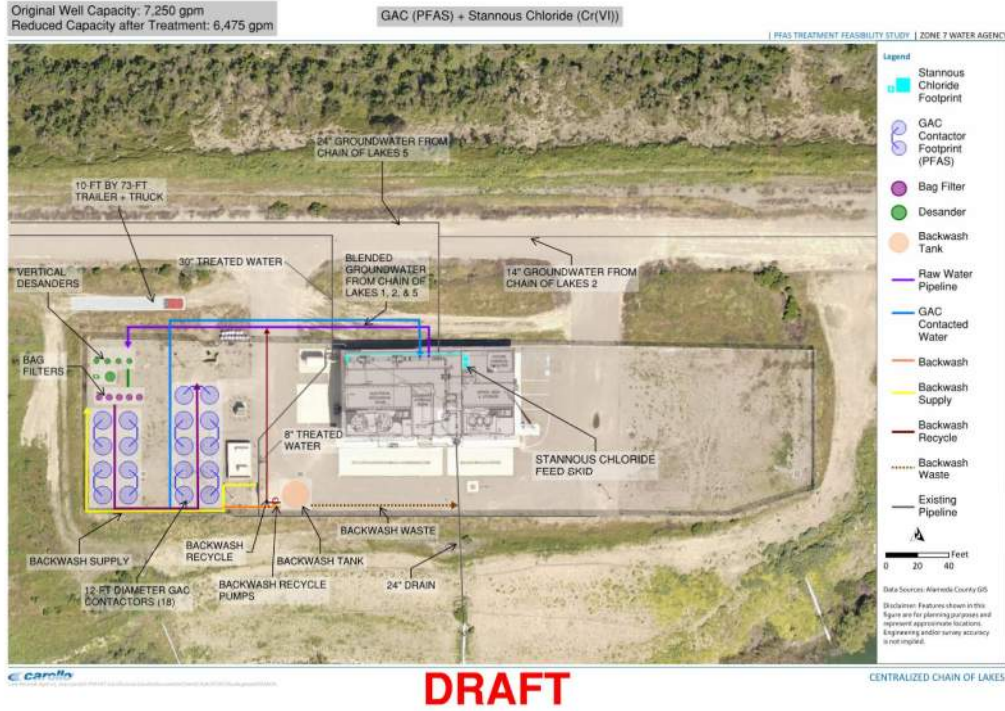 Original Well Capacity: 7,250 gpm
Reduced Capacity after Treatment: 6,475 gpm
GAC (PFAS) + Stannous Chloride (Cr(VI))
| PFAS TREATMENT FEASIBILITY STUDY | ZONE 7 WATER AGENCY
24" GROUNDWATER FROM
CHAIN OF LAKES 5
10-FT BY 73-FT
TRAILER + TRUCK
30" TREATED WATER
BLENDED
GROUNDWATER
FROM CHAIN OF
LAKES 1, 2, & 5
14" GROUNDWATER FROM
CHAIN OF LAKES 2
VERTICAL
DESANDERS
BAG
FILTERS
8" TREATED
WATER
STANNOUS CHLORIDE
FEED SKID
BACKWASH SUPPLY
BACKWASH
RECYCLE
BACKWASH TANK
BACKWASH WASTE
12-FT DIAMETER GAC
CONTACTORS (18)
BACKWASH RECYCLE
PUMPS
24" DRAIN
Legend
Stannous
Chloride
Footprint
GAC
Contactor
Footprint
(PFAS)
Bag Filter
Desander
Backwash
Tank
Raw Water
Pipeline
GAC
Contacted
Water
Backwash
Backwash
Supply
Backwash
Recycle
Backwash
Waste
Existing
Pipeline
Feet
0 20 40
Data Sources: Alameda County GIS
Disclaimer: Features shown in this
figure are for planning purposes and
represent approximate locations.
Engineering and/or survey accuracy
is not implied.
carollo
DRAFT
CENTRALIZED CHAIN OF LAKES